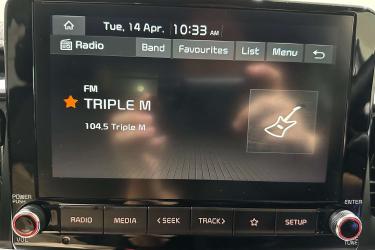 Tue, 14 Apr. 10:33 AM
Radio Band Favourites List Menu
FM
TRIPLE M
104.5 Triple M
POWER
PUSH
ENTER
RADIO MEDIA < SEEK TRACK > SETUP
VOL
TUNE